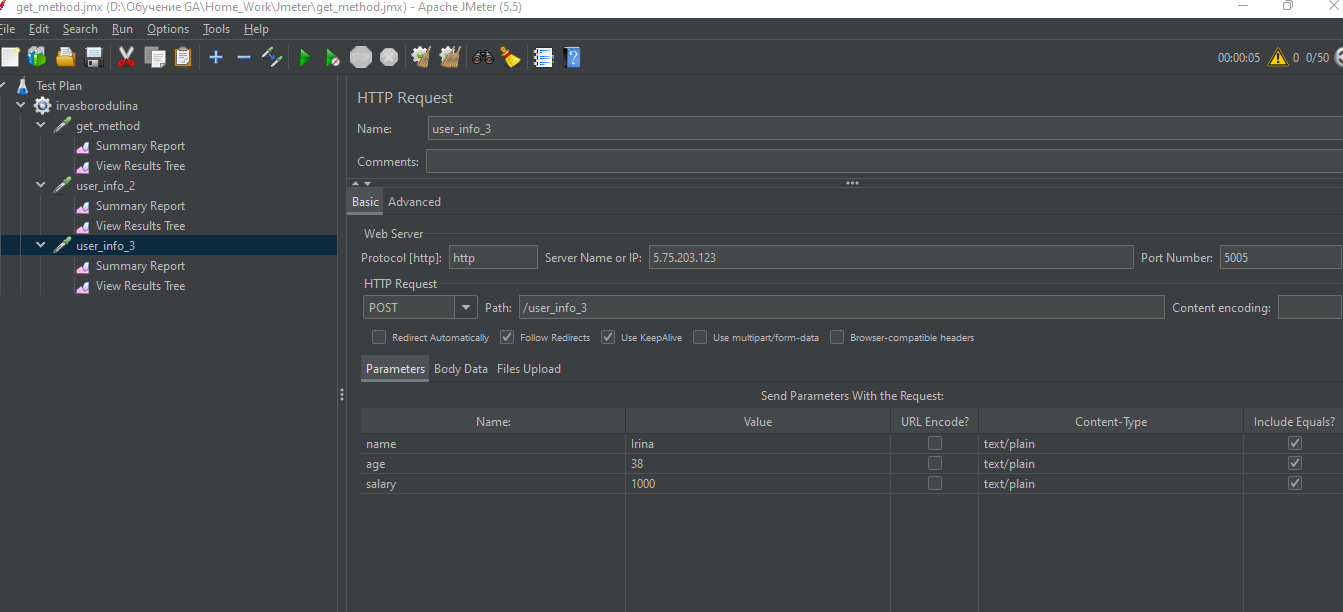 get_method.jmx (D:\Обучение GA\Home_Work\Jmeter\get_method.jmx) - Apache JMeter (5.5)
File Edit Search Run Options Tools Help
00:00:05 0 0/50
Test Plan
irvasborodulina
get_method
Summary Report
View Results Tree
user_info_2
Summary Report
View Results Tree
user_info_3
Summary Report
View Results Tree
HTTP Request
Name: user_info_3
Comments:
Basic Advanced
Web Server
Protocol [http]: http Server Name or IP: 5.75.203.123 Port Number: 5005
HTTP Request
POST Path: /user_info_3 Content encoding:
Redirect Automatically Follow Redirects Use KeepAlive Use multipart/form-data Browser-compatible headers
Parameters Body Data Files Upload
Send Parameters With the Request:
Name: Value URL Encode? Content-Type Include Equals?
name Irina text/plain
age 38 text/plain
salary 1000 text/plain